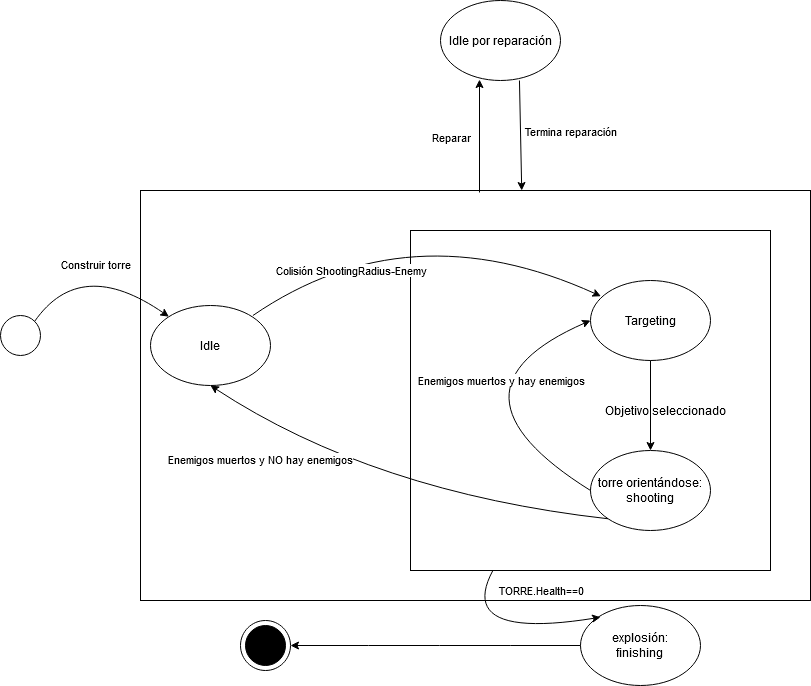 Idle por reparación
Reparar
Termina reparación
Construir torre
Colisión ShootingRadius-Enemy
Targeting
Idle
Enemigos muertos y hay enemigos
Objetivo seleccionado
Enemigos muertos y NO hay enemigos
torre orientándose:
shooting
TORRE.Health==0
explosión:
finishing